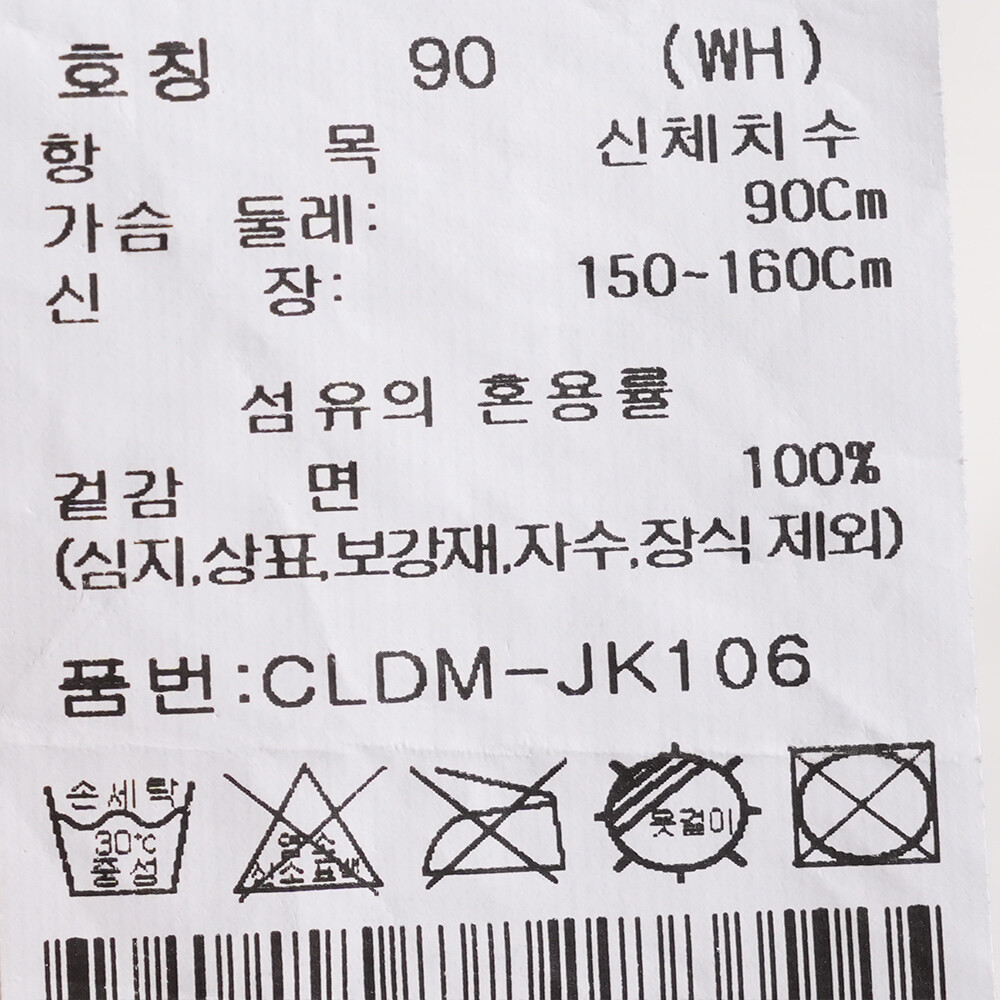 호칭 90 (WH)
항 목 신체치수
가슴 둘레: 90Cm
신 장: 150-160Cm
섬유의 혼용률
겉감 면 100%
(심지,상표,보강재,자수,장식 제외)
품번:CLDM-JK106
손세탁
30℃
중성
염소
산소표백
옷걸이